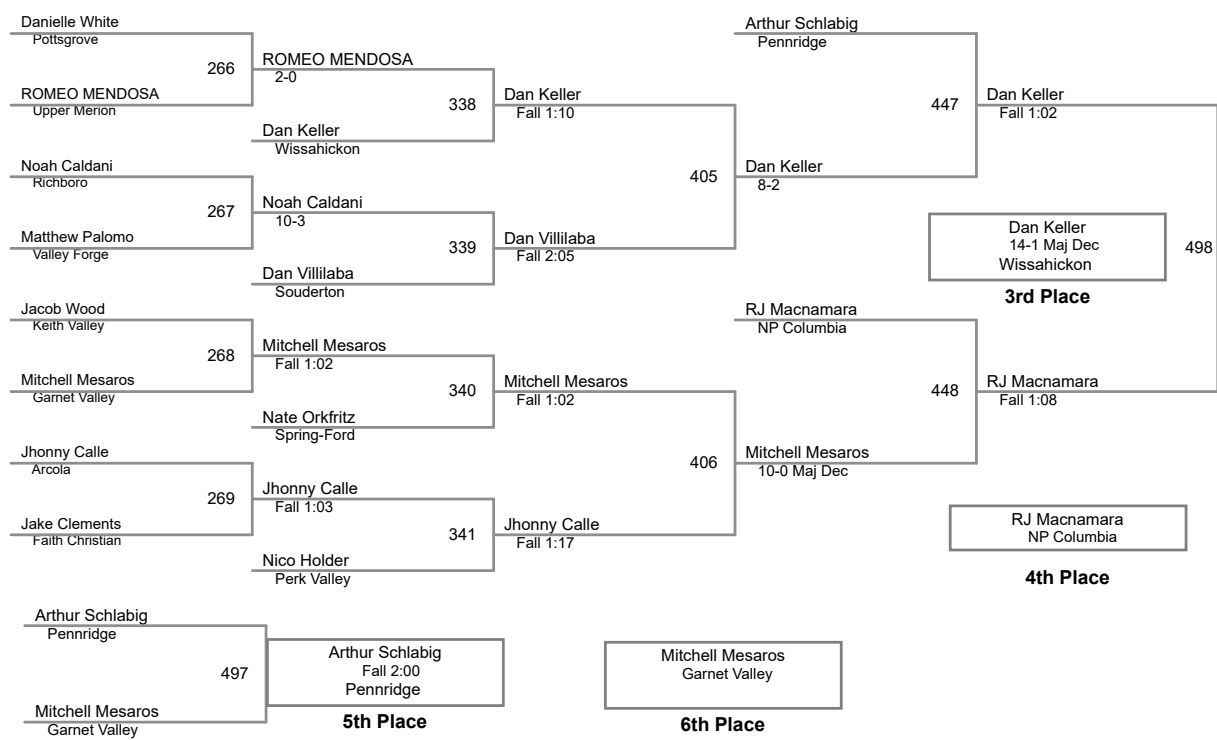 Danielle White
Pottsgrove
266
ROMEO MENDOSA
Upper Merion
ROMEO MENDOSA
2-0
338
Dan Keller
Wissahickon
Dan Keller
Fall 1:10
Noah Caldani
Richboro
267
Matthew Palomo
Valley Forge
Noah Caldani
10-3
339
Dan Villilaba
Souderton
Dan Villilaba
Fall 2:05
405
Dan Keller
8-2
Jacob Wood
Keith Valley
268
Mitchell Mesaros
Garnet Valley
Mitchell Mesaros
Fall 1:02
340
Nate Orkfritz
Spring-Ford
Mitchell Mesaros
Fall 1:02
Jhonny Calle
Arcola
269
Jake Clements
Faith Christian
Jhonny Calle
Fall 1:03
341
Nico Holder
Perk Valley
Jhonny Calle
Fall 1:17
406
Mitchell Mesaros
10-0 Maj Dec
Arthur Schlabig
Pennridge
447
Dan Keller
Fall 1:02
RJ Macnamara
NP Columbia
448
RJ Macnamara
Fall 1:08
498
Dan Keller
14-1 Maj Dec
Wissahickon
3rd Place
RJ Macnamara
NP Columbia
4th Place
Arthur Schlabig
Pennridge
497
Mitchell Mesaros
Garnet Valley
Arthur Schlabig
Fall 2:00
Pennridge
5th Place
Mitchell Mesaros
Garnet Valley
6th Place